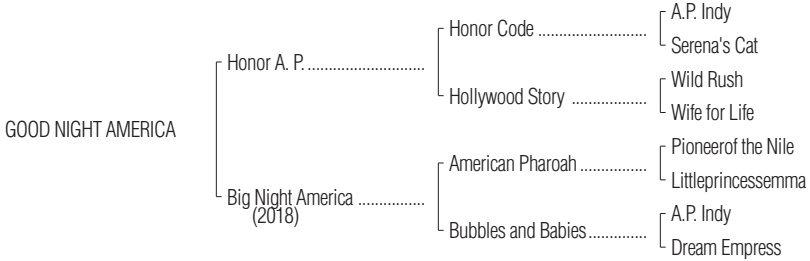 A.P. Indy
Honor Code ..........................
Serena's Cat
Honor A. P. ............................
Wild Rush
Hollywood Story ..................
Wife for Life
GOOD NIGHT AMERICA
Pioneerof the Nile
American Pharoah ................
Littleprincessemma
Big Night America ................
(2018)
A.P. Indy
Bubbles and Babies ..............
Dream Empress